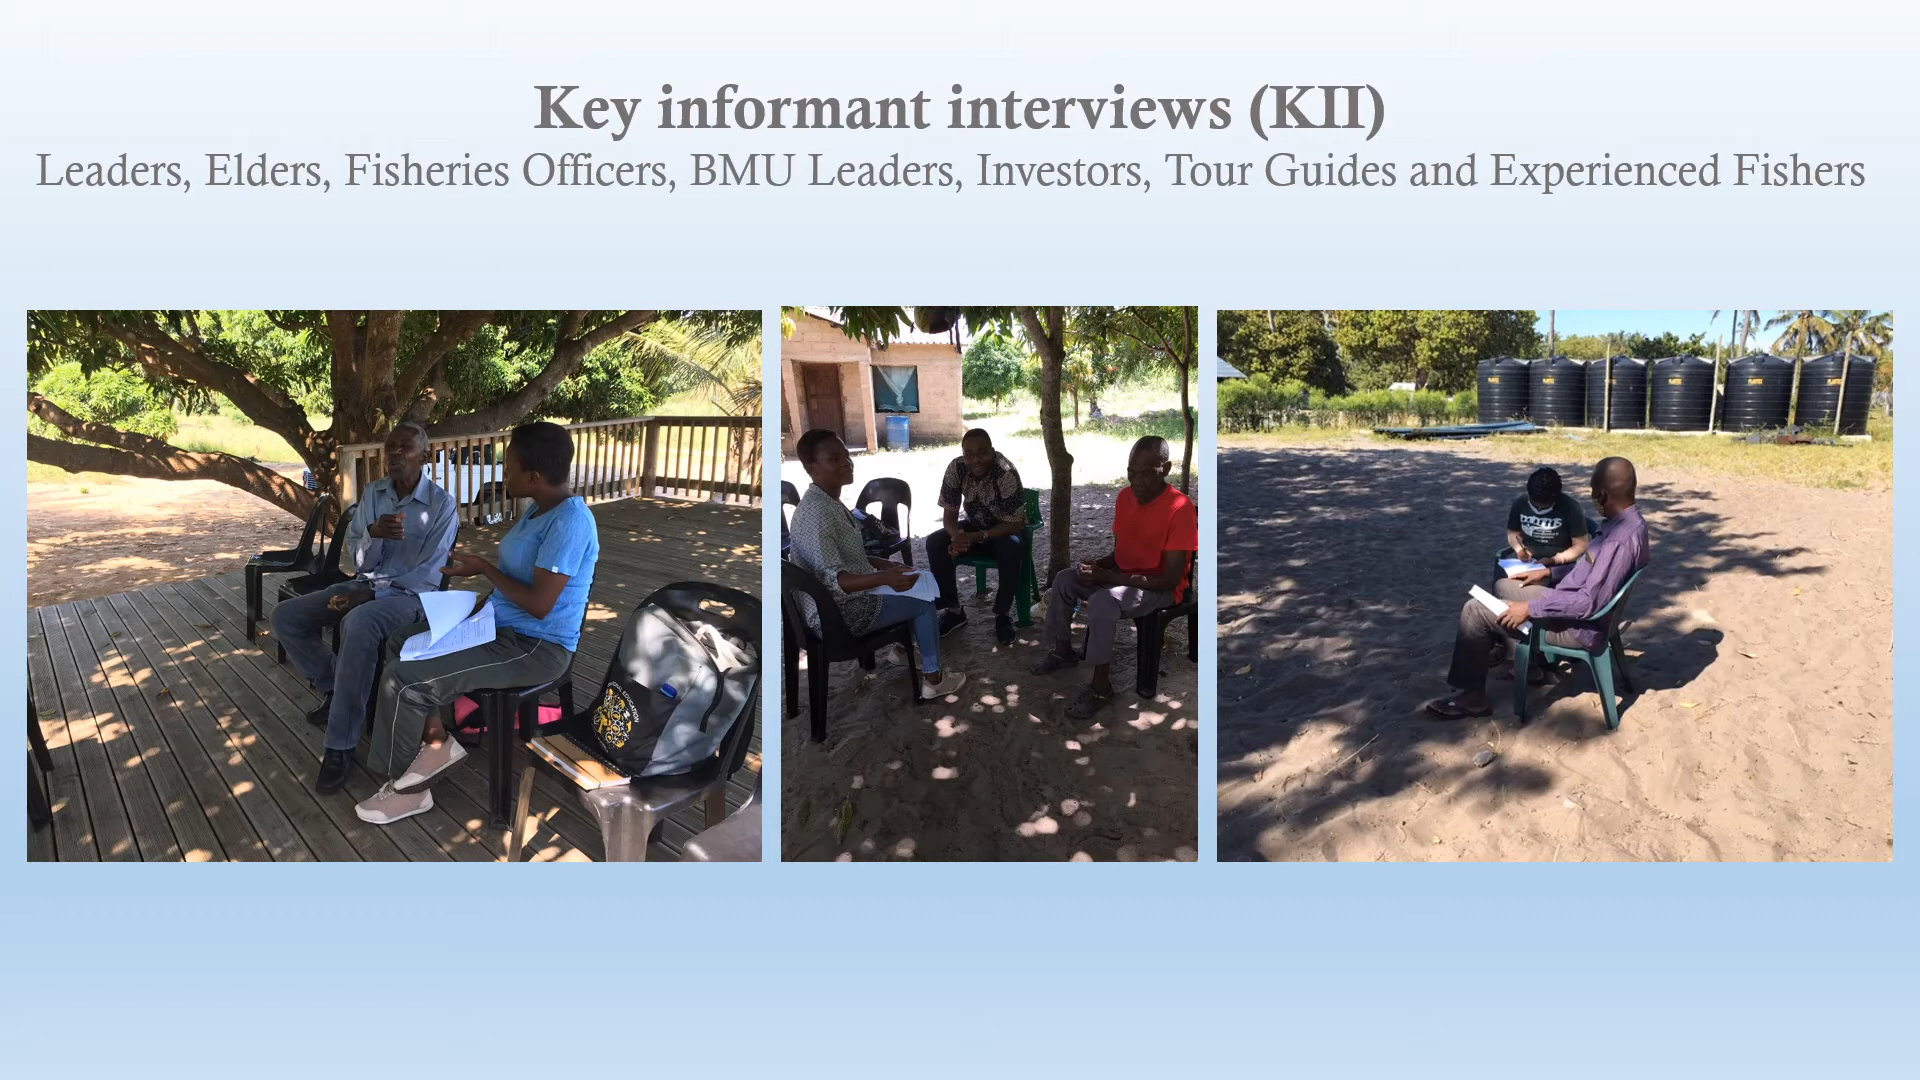 Key informant interviews (KII)
Leaders, Elders, Fisheries Officers, BMU Leaders, Investors, Tour Guides and Experienced Fishers